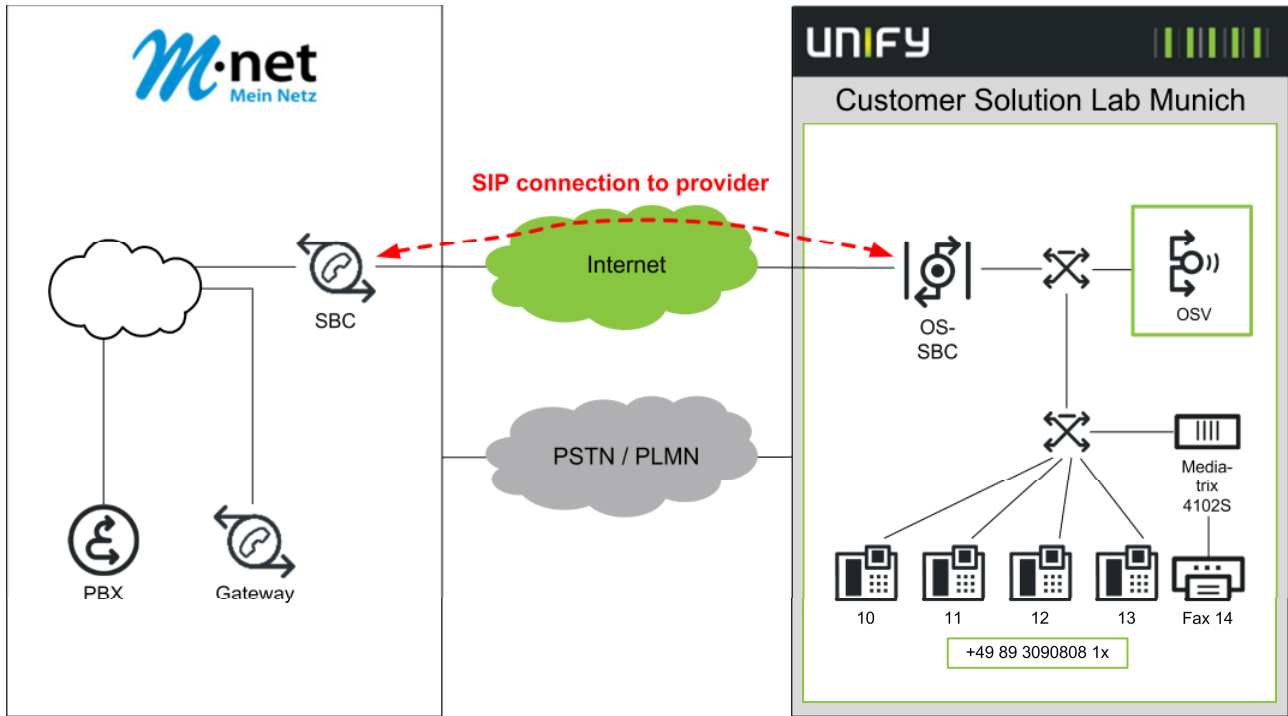 M·net
Mein Netz
UNIFY
Customer Solution Lab Munich
SIP connection to provider
Internet
SBC
OS-
SBC
OSV
PSTN / PLMN
Media-
trix
4102S
PBX
Gateway
10
11
12
13
Fax 14
+49 89 3090808 1x